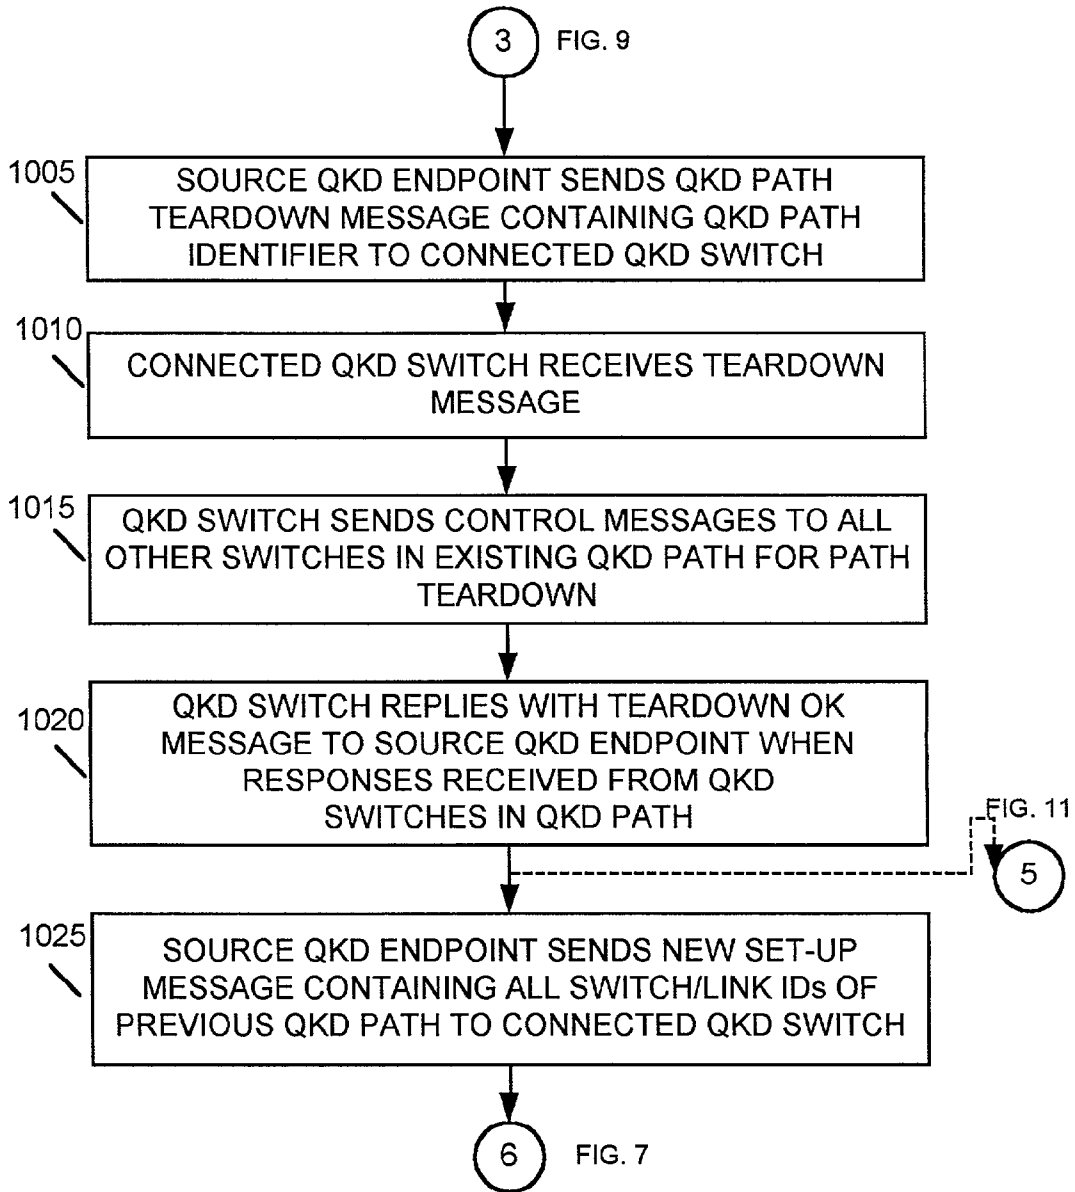 3 FIG. 9
1005
SOURCE QKD ENDPOINT SENDS QKD PATH
TEARDOWN MESSAGE CONTAINING QKD PATH
IDENTIFIER TO CONNECTED QKD SWITCH
1010
CONNECTED QKD SWITCH RECEIVES TEARDOWN
MESSAGE
1015
QKD SWITCH SENDS CONTROL MESSAGES TO ALL
OTHER SWITCHES IN EXISTING QKD PATH FOR PATH
TEARDOWN
1020
QKD SWITCH REPLIES WITH TEARDOWN OK
MESSAGE TO SOURCE QKD ENDPOINT WHEN
RESPONSES RECEIVED FROM QKD
SWITCHES IN QKD PATH
FIG. 11
5
1025
SOURCE QKD ENDPOINT SENDS NEW SET-UP
MESSAGE CONTAINING ALL SWITCH/LINK IDs OF
PREVIOUS QKD PATH TO CONNECTED QKD SWITCH
6 FIG. 7